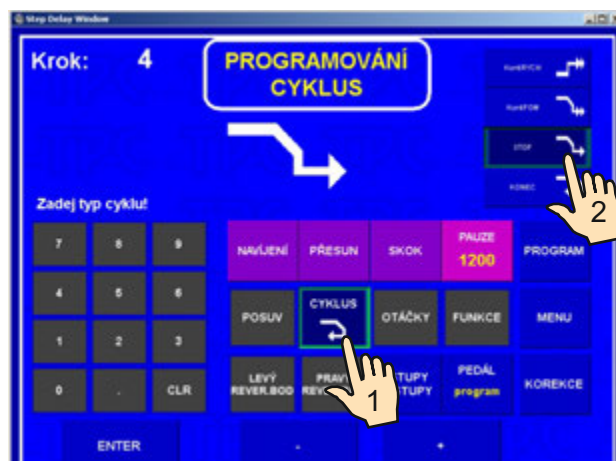 Step Delay Window
Krok: 4
PROGRAMOVÁNÍ
CYKLUS
STOP
KONEC
Zadej typ cyklu!
7 8 9
NAVÍJENÍ PŘESUN SKOK PAUZE
1200
PROGRAM
4 5 6
POSUV CYKLUS OTÁČKY FUNKCE MENU
1 2 3
0 . CLR
LEVÝ
REVER.BOD
PEDÁL
program
KOREKCE
ENTER - +
1
2